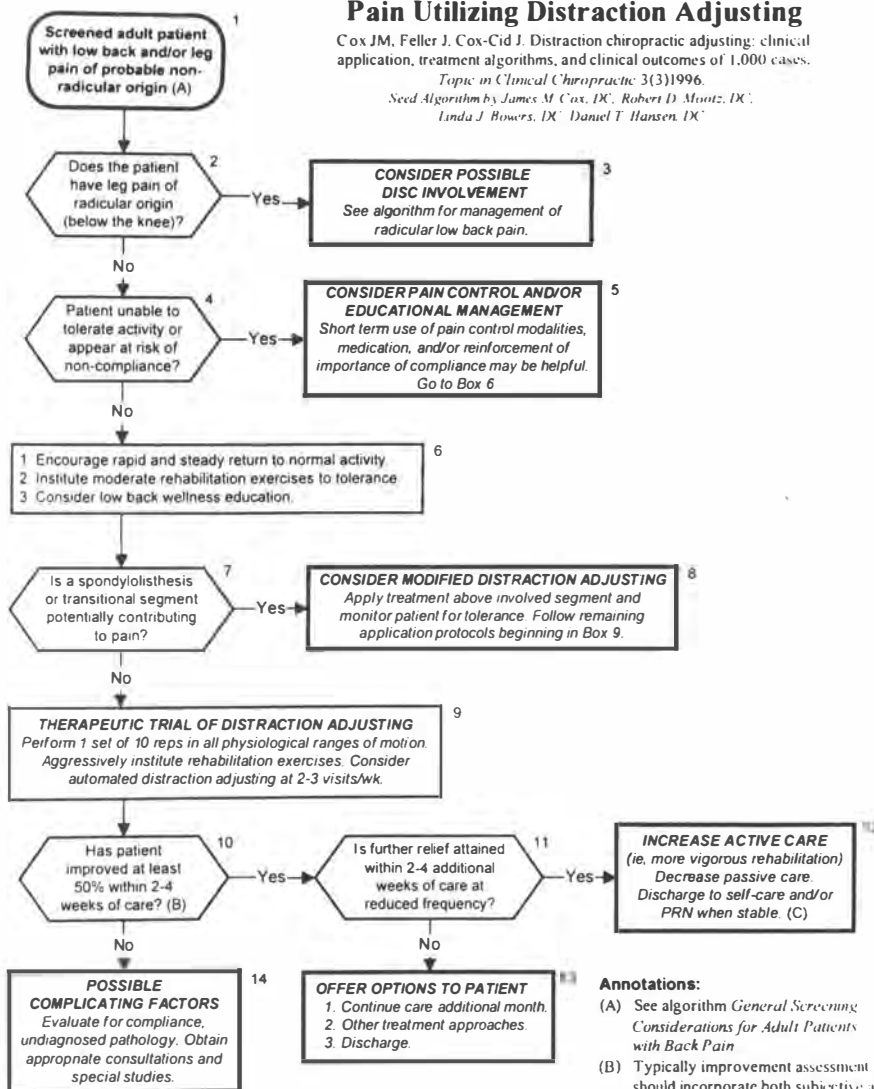 Pain Utilizing Distraction Adjusting
Cox JM, Feller J, Cox-Cid J. Distraction chiropractic adjusting: clinical
application, treatment algorithms, and clinical outcomes of 1,000 cases.
Topic in Clinical Chiropractic 3(3)1996.
Seed Algorithm by James M. Cox, DC, Robert D. Mootz, DC,
Linda J. Bowers, DC, Daniel T. Hansen, DC
1
Screened adult patient
with low back and/or leg
pain of probable non-
radicular origin (A)
2
Does the patient
have leg pain of
radicular origin
(below the knee)?
Yes
3
CONSIDER POSSIBLE
DISC INVOLVEMENT
See algorithm for management of
radicular low back pain.
No
4
Patient unable to
tolerate activity or
appear at risk of
non-compliance?
Yes
5
CONSIDER PAIN CONTROL AND/OR
EDUCATIONAL MANAGEMENT
Short term use of pain control modalities,
medication, and/or reinforcement of
importance of compliance may be helpful.
Go to Box 6
No
6
1 Encourage rapid and steady return to normal activity
2 Institute moderate rehabilitation exercises to tolerance
3 Consider low back wellness education.
7
Is a spondylolisthesis
or transitional segment
potentially contributing
to pain?
Yes
8
CONSIDER MODIFIED DISTRACTION ADJUSTING
Apply treatment above involved segment and
monitor patient for tolerance. Follow remaining
application protocols beginning in Box 9.
No
9
THERAPEUTIC TRIAL OF DISTRACTION ADJUSTING
Perform 1 set of 10 reps in all physiological ranges of motion.
Aggressively institute rehabilitation exercises. Consider
automated distraction adjusting at 2-3 visits/wk.
10
Has patient
improved at least
50% within 2-4
weeks of care? (B)
Yes
11
Is further relief attained
within 2-4 additional
weeks of care at
reduced frequency?
Yes
INCREASE ACTIVE CARE
(ie, more vigorous rehabilitation)
Decrease passive care.
Discharge to self-care and/or
PRN when stable. (C)
No
No
14
POSSIBLE
COMPLICATING FACTORS
Evaluate for compliance,
undiagnosed pathology. Obtain
appropriate consultations and
special studies.
OFFER OPTIONS TO PATIENT
1. Continue care additional month.
2. Other treatment approaches.
3. Discharge.
Annotations:
(A) See algorithm General Screening
Considerations for Adult Patients
with Back Pain
(B) Typically improvement assessment
should incorporate both subjective